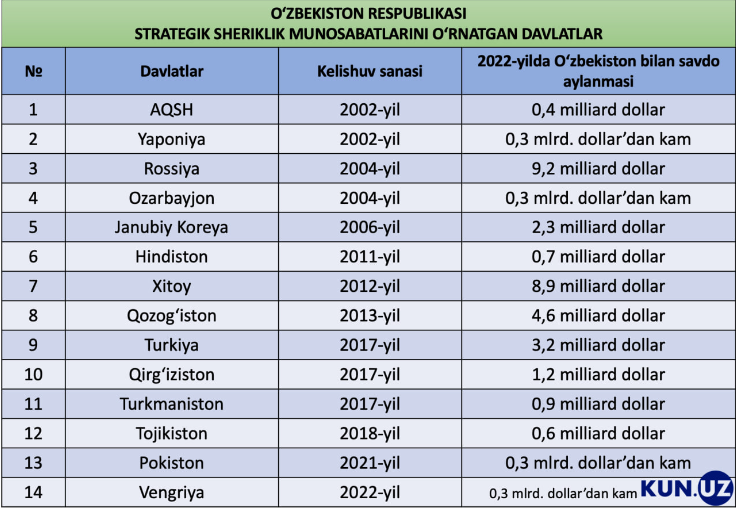 O‘ZBEKISTON RESPUBLIKASI
STRATEGIK SHERIKLIK MUNOSABATLARINI O‘RNATGAN DAVLATLAR
№ Davlatlar Kelishuv sanasi 2022-yilda O‘zbekiston bilan savdo
aylanmasi
1 AQSH 2002-yil 0,4 milliard dollar
2 Yaponiya 2002-yil 0,3 mlrd. dollar’dan kam
3 Rossiya 2004-yil 9,2 milliard dollar
4 Ozarbayjon 2004-yil 0,3 mlrd. dollar’dan kam
5 Janubiy Koreya 2006-yil 2,3 milliard dollar
6 Hindiston 2011-yil 0,7 milliard dollar
7 Xitoy 2012-yil 8,9 milliard dollar
8 Qozog‘iston 2013-yil 4,6 milliard dollar
9 Turkiya 2017-yil 3,2 milliard dollar
10 Qirg‘iziston 2017-yil 1,2 milliard dollar
11 Turkmaniston 2017-yil 0,9 milliard dollar
12 Tojikiston 2018-yil 0,6 milliard dollar
13 Pokiston 2021-yil 0,3 mlrd. dollar’dan kam
14 Vengriya 2022-yil 0,3 mlrd. dollar’dan kam KUN.UZ